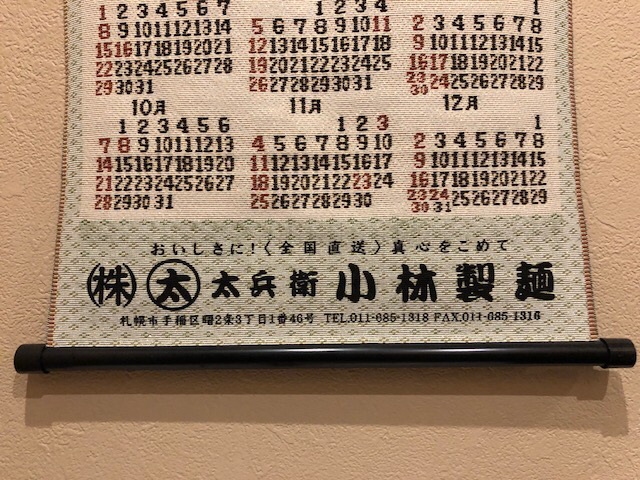 1 2 3 4 5 6 7 1 2 3 4 1
8 9 10 11 12 13 14 5 6 7 8 9 10 11 2 3 4 5 6 7 8
15 16 17 18 19 20 21 12 13 14 15 16 17 18 9 10 11 12 13 14 15
22 23 24 25 26 27 28 19 20 21 22 23 24 25 16 17 18 19 20 21 22
29 30 31 26 27 28 29 30 31 23 24 25 26 27 28 29
30
10月 11月 12月
1 2 3 4 5 6 1 2 3 1
7 8 9 10 11 12 13 4 5 6 7 8 9 10 2 3 4 5 6 7 8
14 15 16 17 18 19 20 11 12 13 14 15 16 17 9 10 11 12 13 14 15
21 22 23 24 25 26 27 18 19 20 21 22 23 24 16 17 18 19 20 21 22
28 29 30 31 25 26 27 28 29 30 23 24 25 26 27 28 29
30 31
おいしさに!〈全国直送〉真心をこめて
株 太 太兵衛 小林製麺
札幌市手稲区曙2条3丁目1番46号 TEL.011-685-1318 FAX.011-685-1316